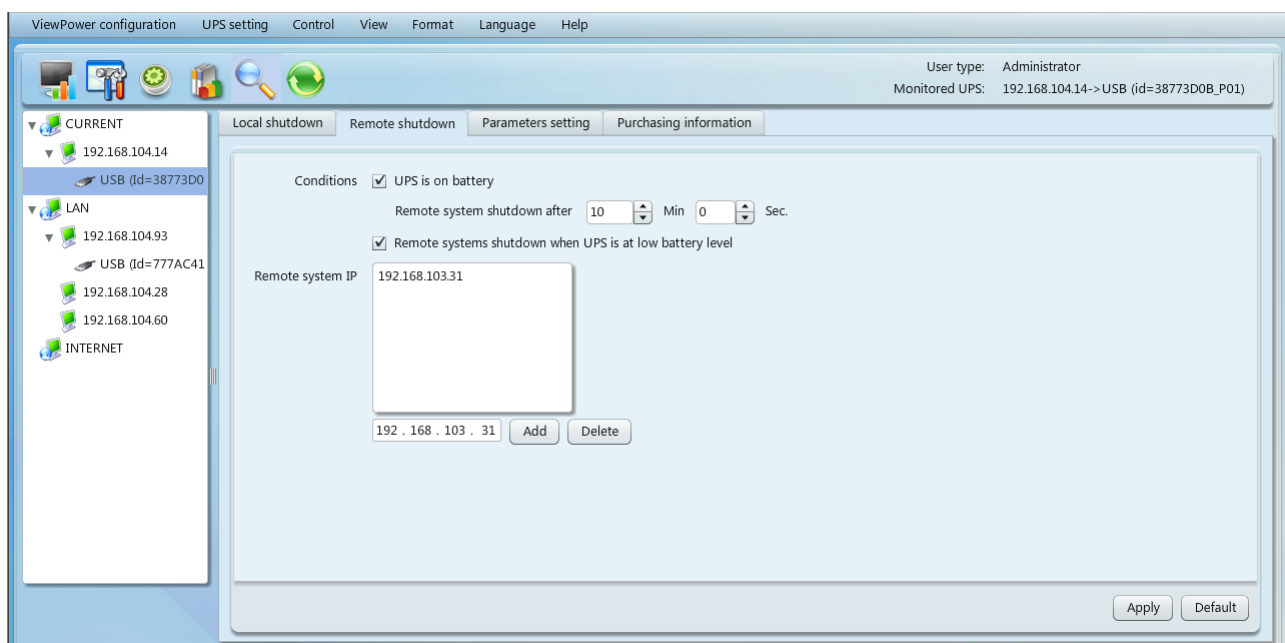 ViewPower configuration UPS setting Control View Format Language Help
User type: Administrator
Monitored UPS: 192.168.104.14->USB (id=38773D0B_P01)
CURRENT
192.168.104.14
USB (Id=38773D0
LAN
192.168.104.93
USB (Id=777AC41
192.168.104.28
192.168.104.60
INTERNET
Local shutdown Remote shutdown Parameters setting Purchasing information
Conditions UPS is on battery
Remote system shutdown after 10 Min 0 Sec.
Remote systems shutdown when UPS is at low battery level
Remote system IP 192.168.103.31
192 . 168 . 103 . 31 Add Delete
Apply Default